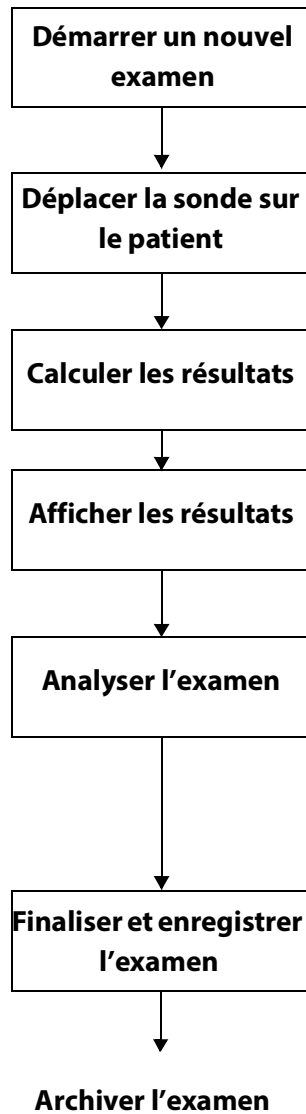 Démarrer un nouvel
examen
Déplacer la sonde sur
le patient
Calculer les résultats
Afficher les résultats
Analyser l’examen
Finaliser et enregistrer
l’examen
Archiver l’examen